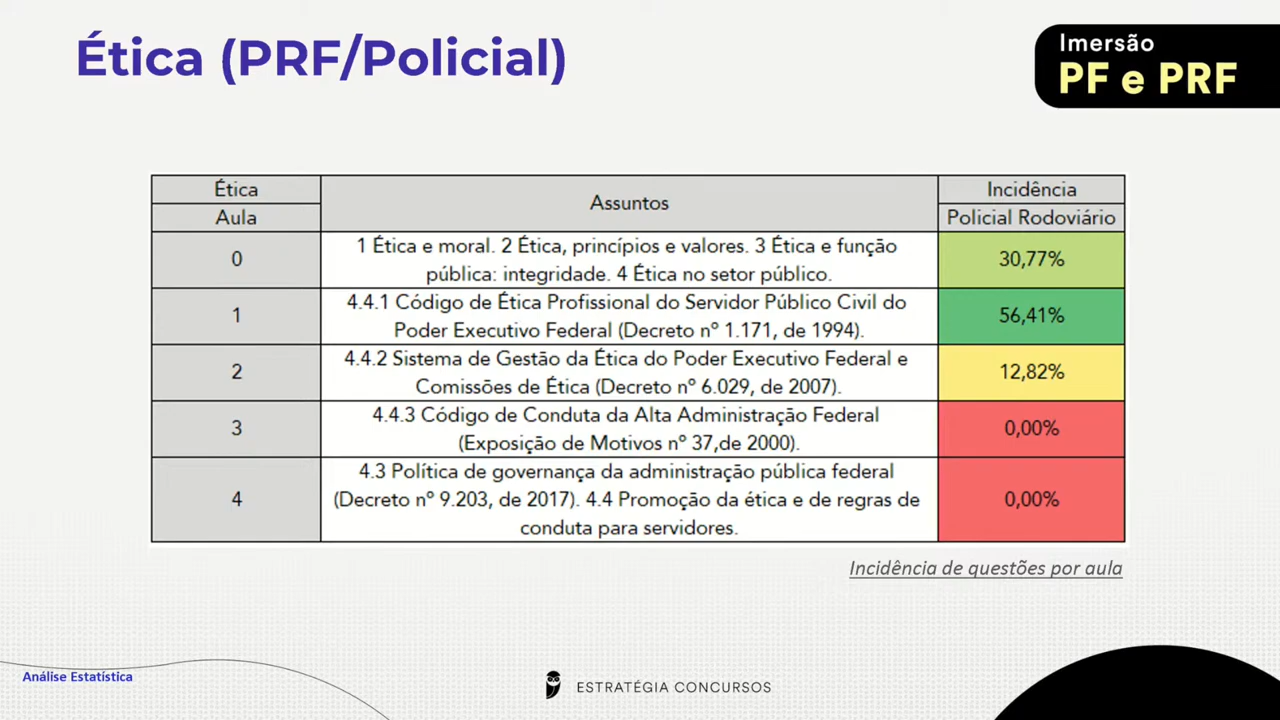 Ética (PRF/Policial)
Imersão
PF e PRF
Ética
Aula
Assuntos
Incidência
Policial Rodoviário
0
1 Ética e moral. 2 Ética, princípios e valores. 3 Ética e função
pública: integridade. 4 Ética no setor público.
30,77%
1
4.4.1 Código de Ética Profissional do Servidor Público Civil do
Poder Executivo Federal (Decreto nº 1.171, de 1994).
56,41%
2
4.4.2 Sistema de Gestão da Ética do Poder Executivo Federal e
Comissões de Ética (Decreto nº 6.029, de 2007).
12,82%
3
4.4.3 Código de Conduta da Alta Administração Federal
(Exposição de Motivos nº 37,de 2000).
0,00%
4
4.3 Política de governança da administração pública federal
(Decreto nº 9.203, de 2017). 4.4 Promoção da ética e de regras de
conduta para servidores.
0,00%
Incidência de questões por aula
Análise Estatística
ESTRATÉGIA CONCURSOS